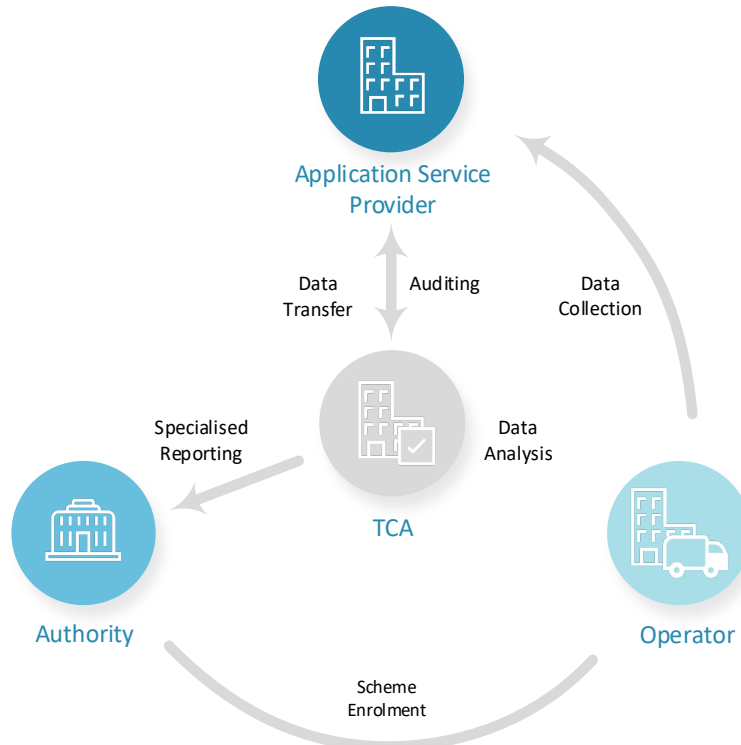 Application Service
Provider
Data
Transfer
Auditing
Data
Collection
Specialised
Reporting
Data
Analysis
TCA
Authority
Operator
Scheme
Enrolment